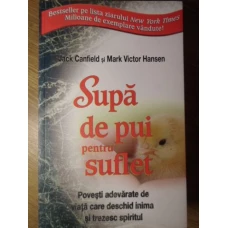 Bestseller pe lista ziarului New York Times
Milioane de exemplare vândute!
Jack Canfield și Mark Victor Hansen
Supă
de pui
pentru
suflet
Povești adevărate de
viață care deschid inima
și trezesc spiritul